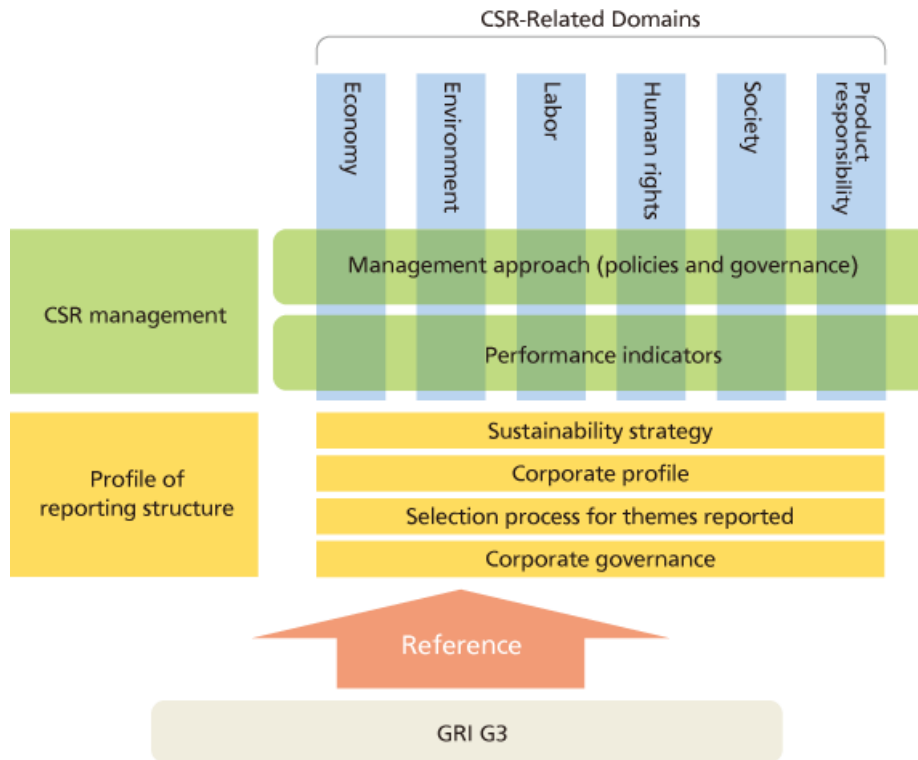 CSR-Related Domains
Economy
Environment
Labor
Human rights
Society
Product
responsibility
Management approach (policies and governance)
CSR management
Performance indicators
Sustainability strategy
Corporate profile
Profile of
reporting structure
Selection process for themes reported
Corporate governance
Reference
GRI G3